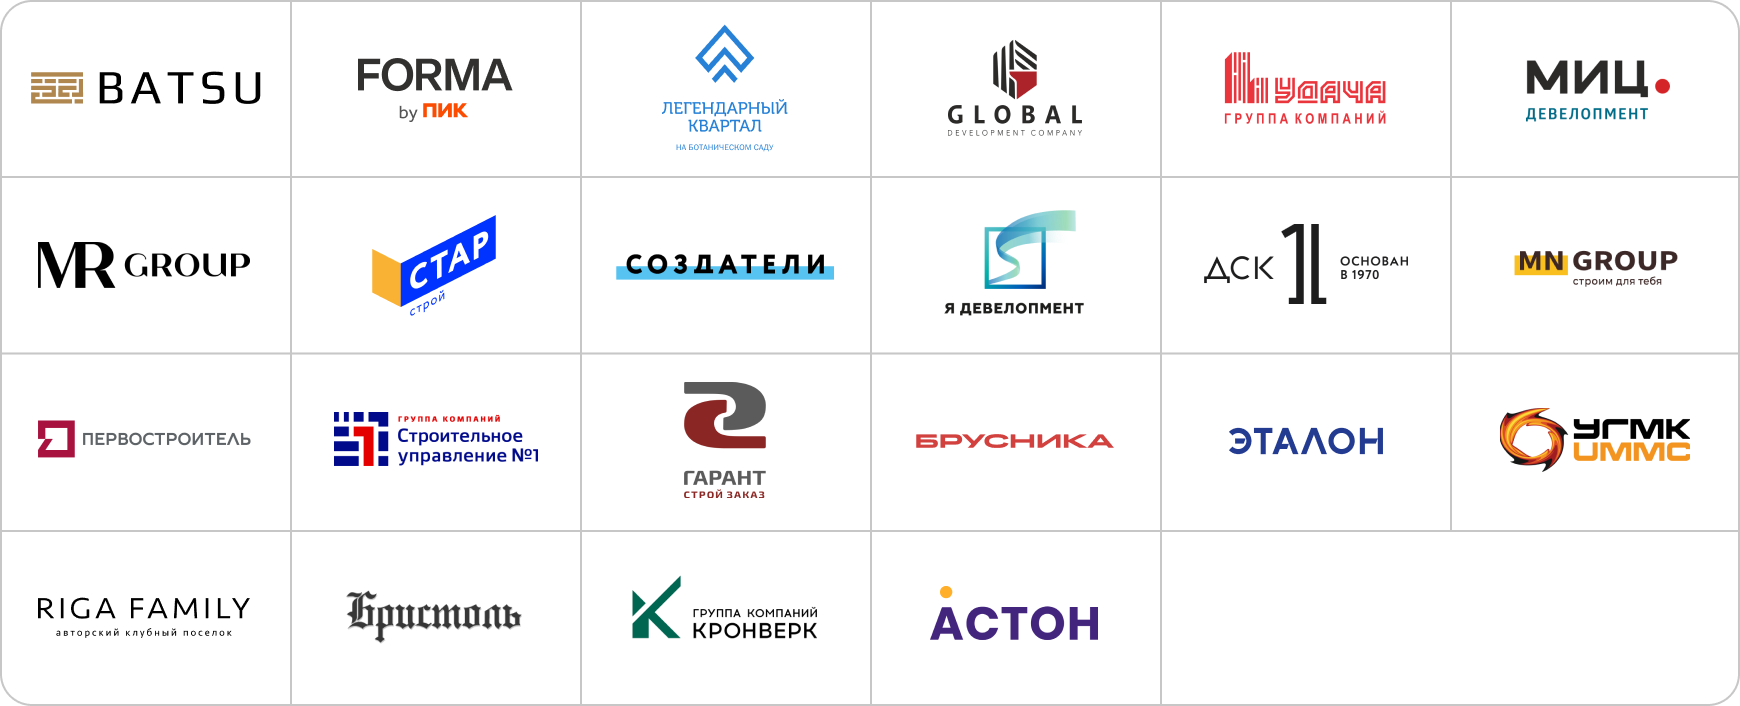 BATSU
FORMA
by ПИК
ЛЕГЕНДАРНЫЙ
КВАРТАЛ
НА БОТАНИЧЕСКОМ САДУ
GLOBAL
DEVELOPMENT COMPANY
УДАЧА
ГРУППА КОМПАНИЙ
МИЦ
ДЕВЕЛОПМЕНТ
MR GROUP
СТАР
строй
СОЗДАТЕЛИ
Я ДЕВЕЛОПМЕНТ
ДСК 1
ОСНОВАН
В 1970
MN GROUP
строим для тебя
ПЕРВОСТРОИТЕЛЬ
ГРУППА КОМПАНИЙ
Строительное
управление №1
ГАРАНТ
СТРОЙ ЗАКАЗ
БРУСНИКА
ЭТАЛОН
УГМК
UMMC
RIGA FAMILY
авторский клубный поселок
Бристоль
ГРУППА КОМПАНИЙ
КРОНВЕРК
АСТОН